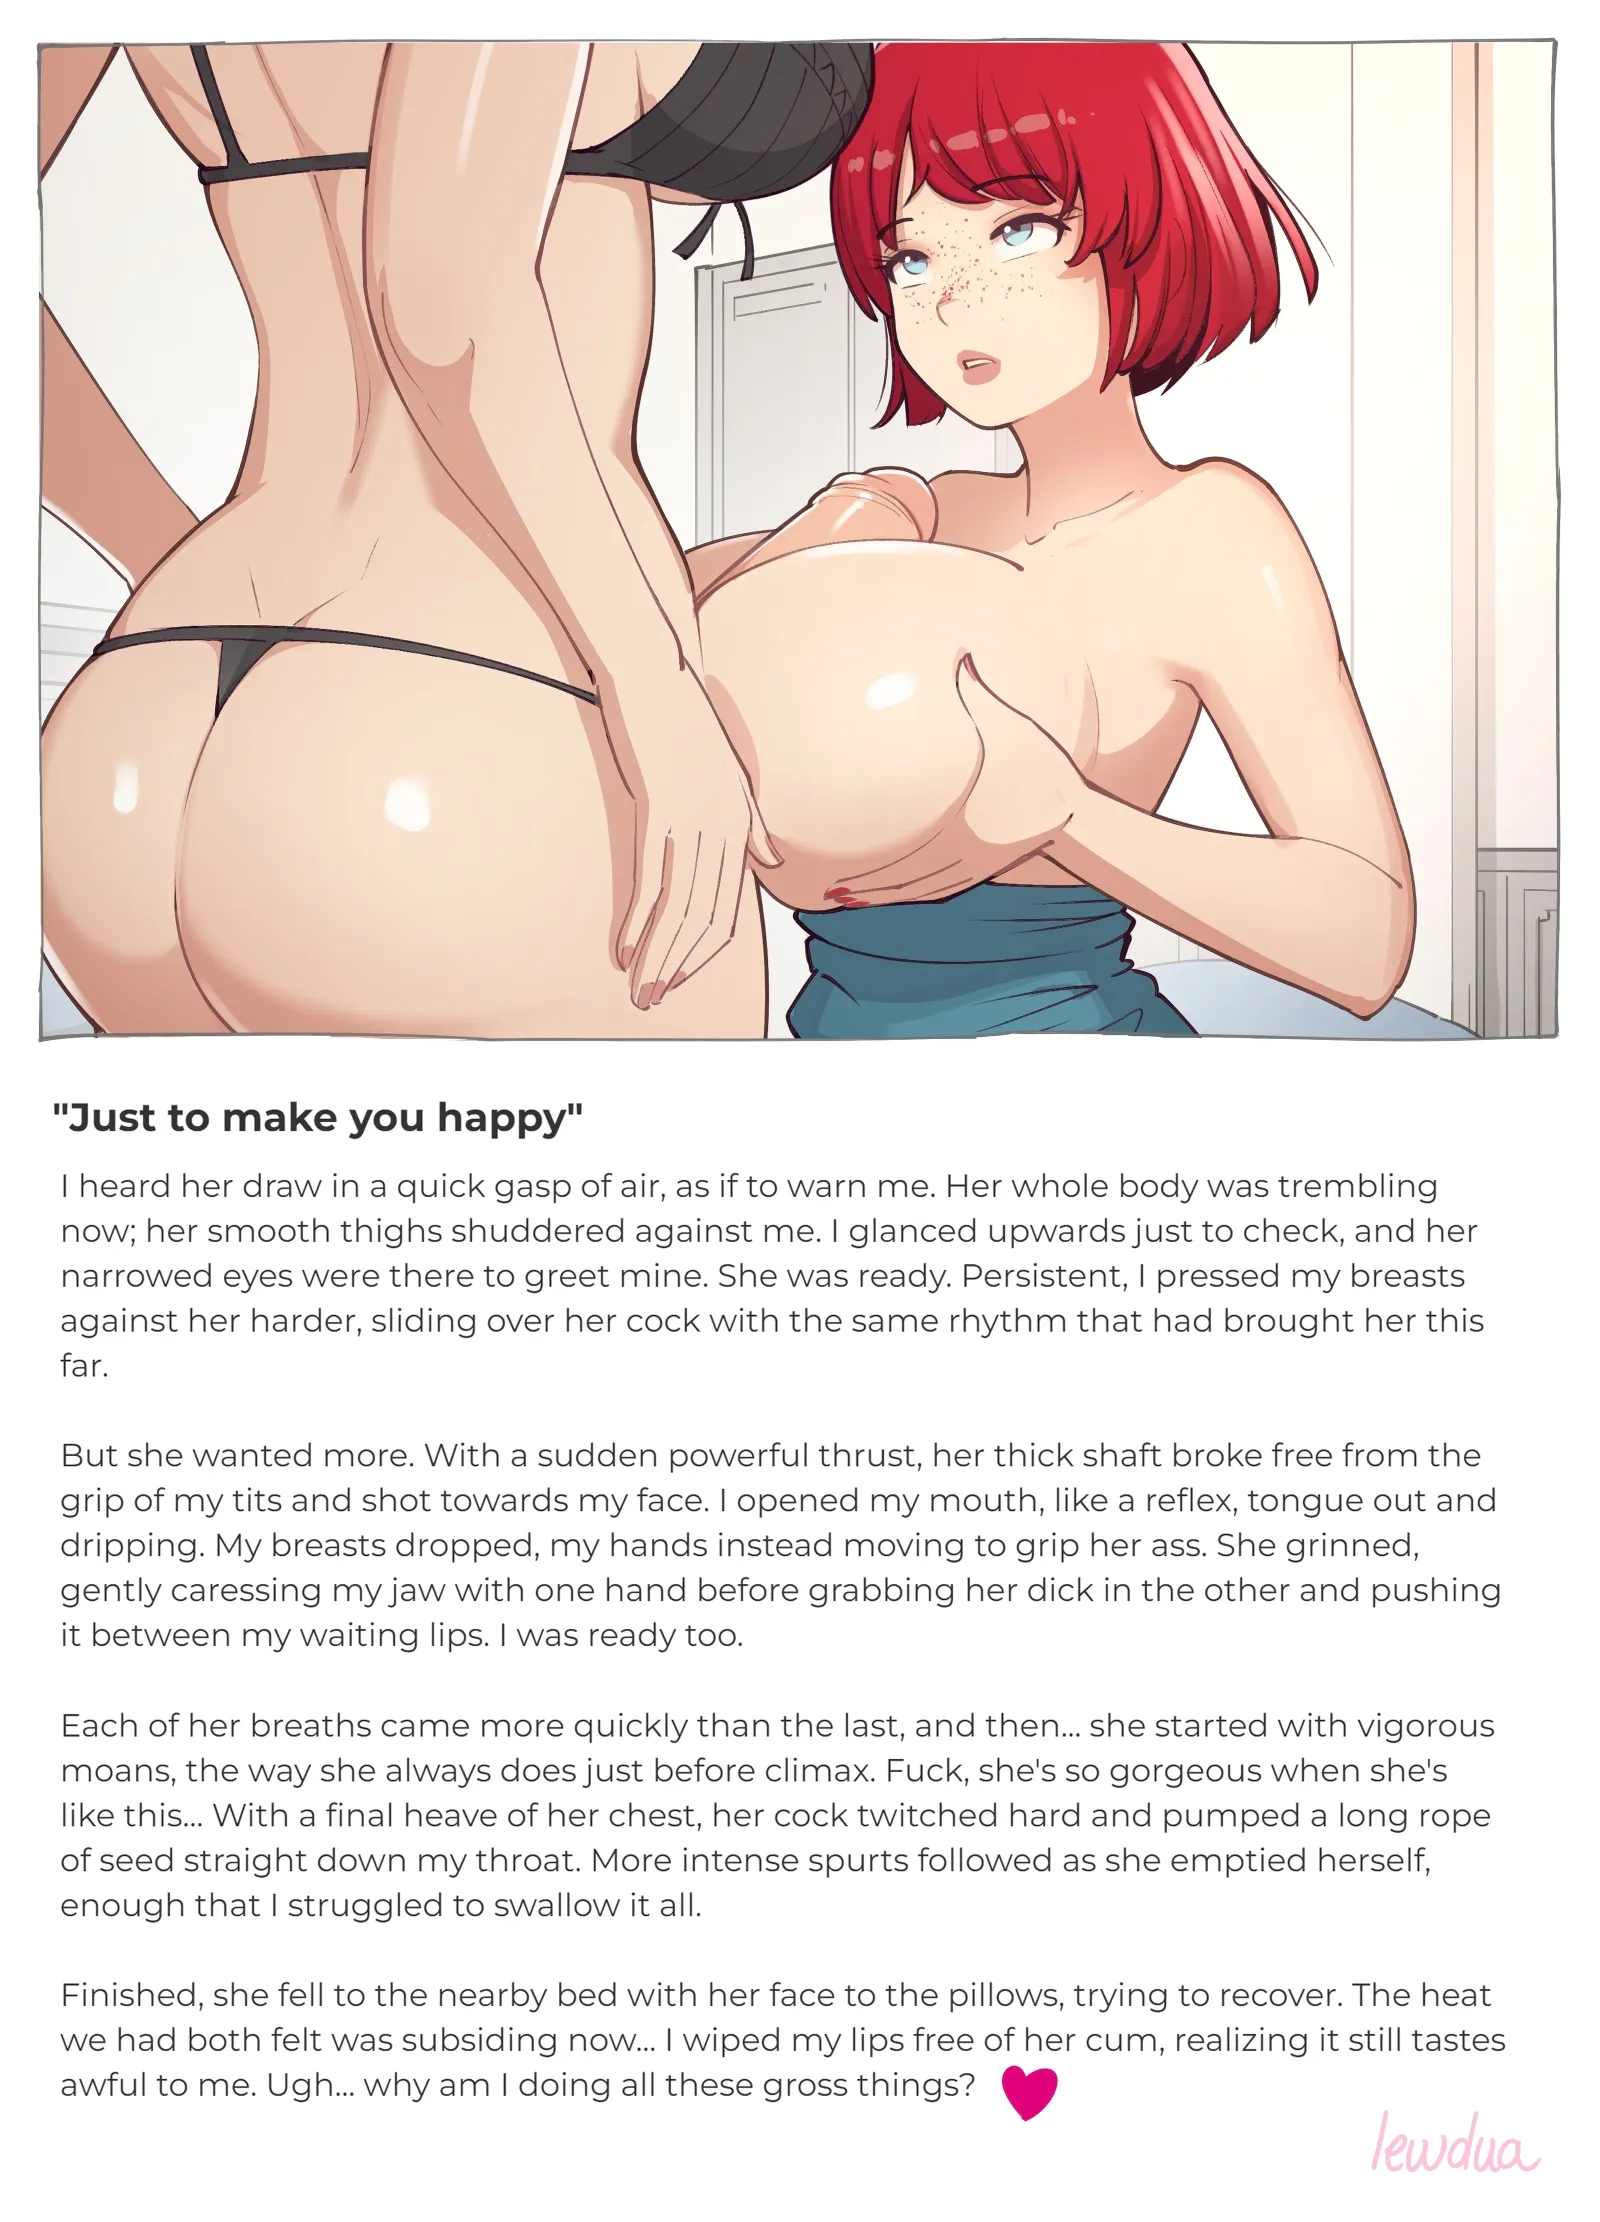 "Just to make you happy"
I heard her draw in a quick gasp of air, as if to warn me. Her whole body was trembling
now; her smooth thighs shuddered against me. I glanced upwards just to check, and her
narrowed eyes were there to greet mine. She was ready. Persistent, I pressed my breasts
against her harder, sliding over her cock with the same rhythm that had brought her this
far.
But she wanted more. With a sudden powerful thrust, her thick shaft broke free from the
grip of my tits and shot towards my face. I opened my mouth, like a reflex, tongue out and
dripping. My breasts dropped, my hands instead moving to grip her ass. She grinned,
gently caressing my jaw with one hand before grabbing her dick in the other and pushing
it between my waiting lips. I was ready too.
Each of her breaths came more quickly than the last, and then... she started with vigorous
moans, the way she always does just before climax. Fuck, she's so gorgeous when she's
like this... With a final heave of her chest, her cock twitched hard and pumped a long rope
of seed straight down my throat. More intense spurts followed as she emptied herself,
enough that I struggled to swallow it all.
Finished, she fell to the nearby bed with her face to the pillows, trying to recover. The heat
we had both felt was subsiding now... I wiped my lips free of her cum, realizing it still tastes
awful to me. Ugh... why am I doing all these gross things?
lewdua